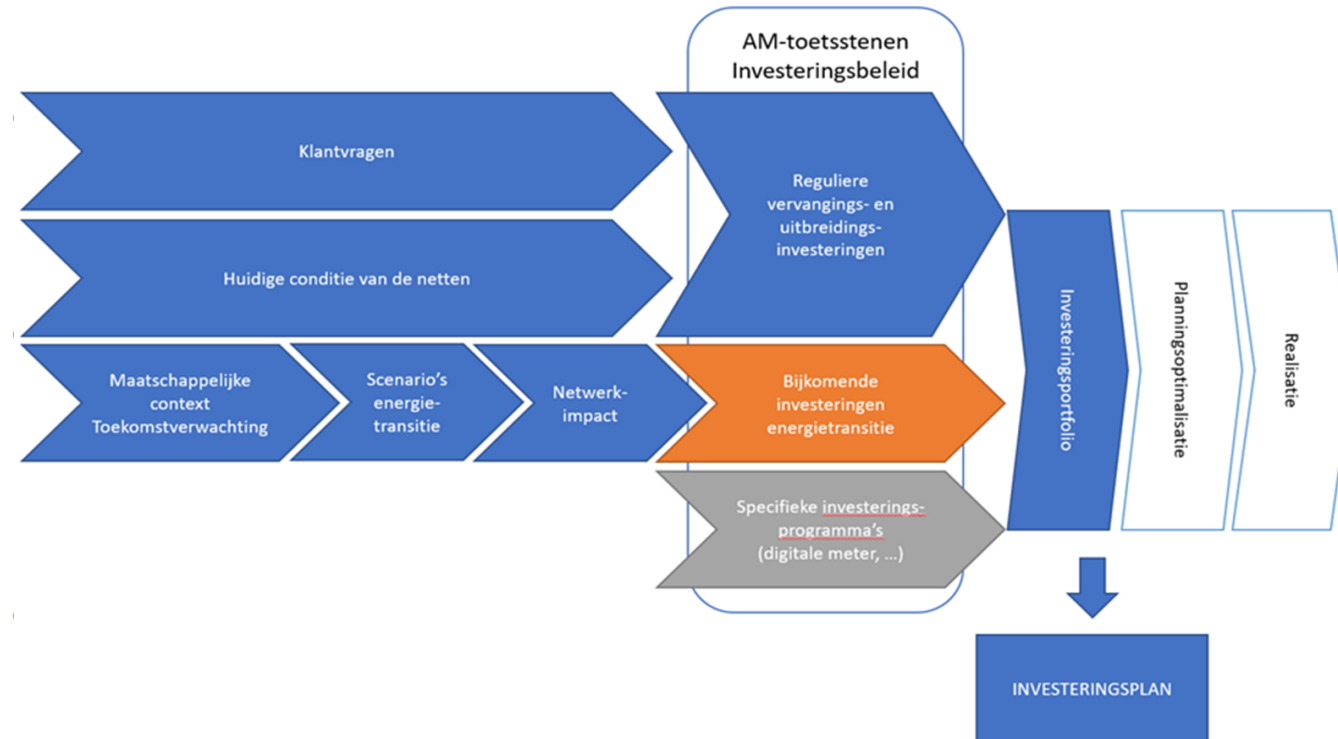 AM-toetsstenen
Investeringsbeleid
Klantvragen
Reguliere
vervangings- en
uitbreidings-
investeringen
Huidige conditie van de netten
Maatschappelijke
context
Toekomstverwachting
Scenario's
energie-
transitie
Netwerk-
impact
Bijkomende
investeringen
energietransitie
Specifieke investerings-
programma's
(digitale meter, ...)
Investeringsportfolio
Planningsoptimalisatie
Realisatie
INVESTERINGSPLAN